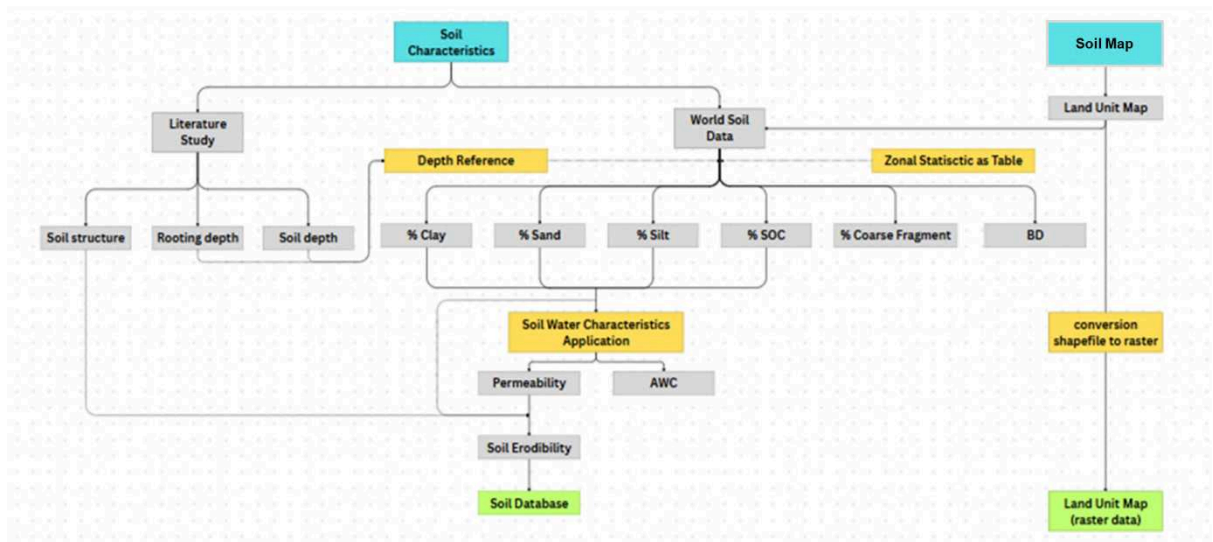 Soil
Characteristics
Soil Map
Literature
Study
World Soil
Data
Land Unit Map
Depth Reference
Zonal Statisctic as Table
Soil structure
Rooting depth
Soil depth
% Clay
% Sand
% Silt
% SOC
% Coarse Fragment
BD
Soil Water Characteristics
Application
conversion
shapefile to raster
Permeability
AWC
Soil Erodibility
Soil Database
Land Unit Map
(raster data)